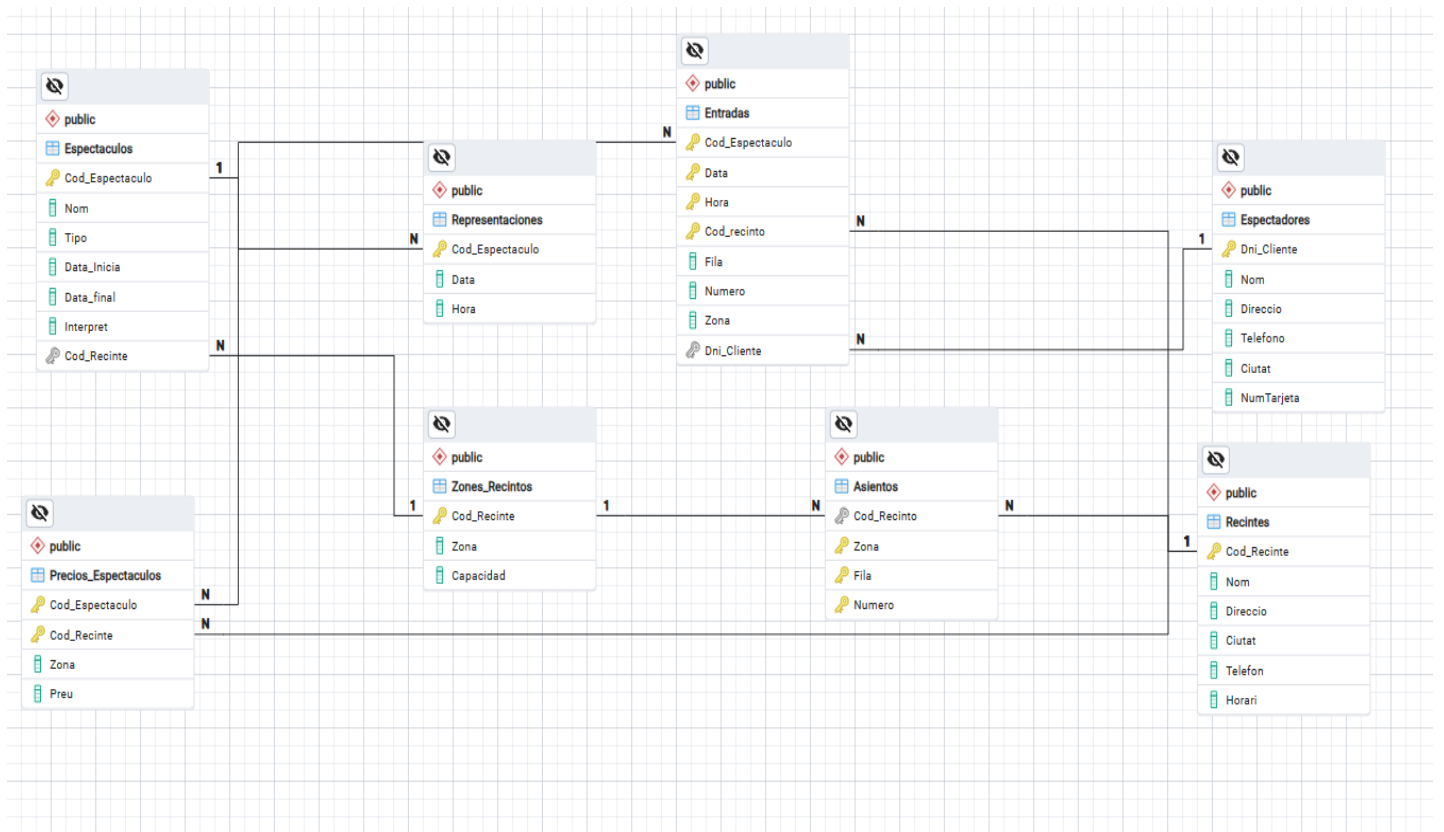 public
Espectaculos
Cod_Espectaculo
1
Nom
Tipo
Data_Inicia
Data_final
Interpret
Cod_Recinte
N
public
Representaciones
N
Cod_Espectaculo
Data
Hora
public
Entradas
N
Cod_Espectaculo
Data
Hora
Cod_recinto
N
Fila
Numero
Zona
Dni_Cliente
N
public
Espectadores
1
Dni_Cliente
Nom
Direccio
Telefono
Ciutat
NumTarjeta
public
Precios_Espectaculos
Cod_Espectaculo
N
Cod_Recinte
N
Zona
Preu
public
Zones_Recintos
1
Cod_Recinte
1
Zona
Capacidad
public
Asientos
N
Cod_Recinto
N
Zona
Fila
Numero
public
Recintes
1
Cod_Recinte
Nom
Direccio
Ciutat
Telefon
Horari